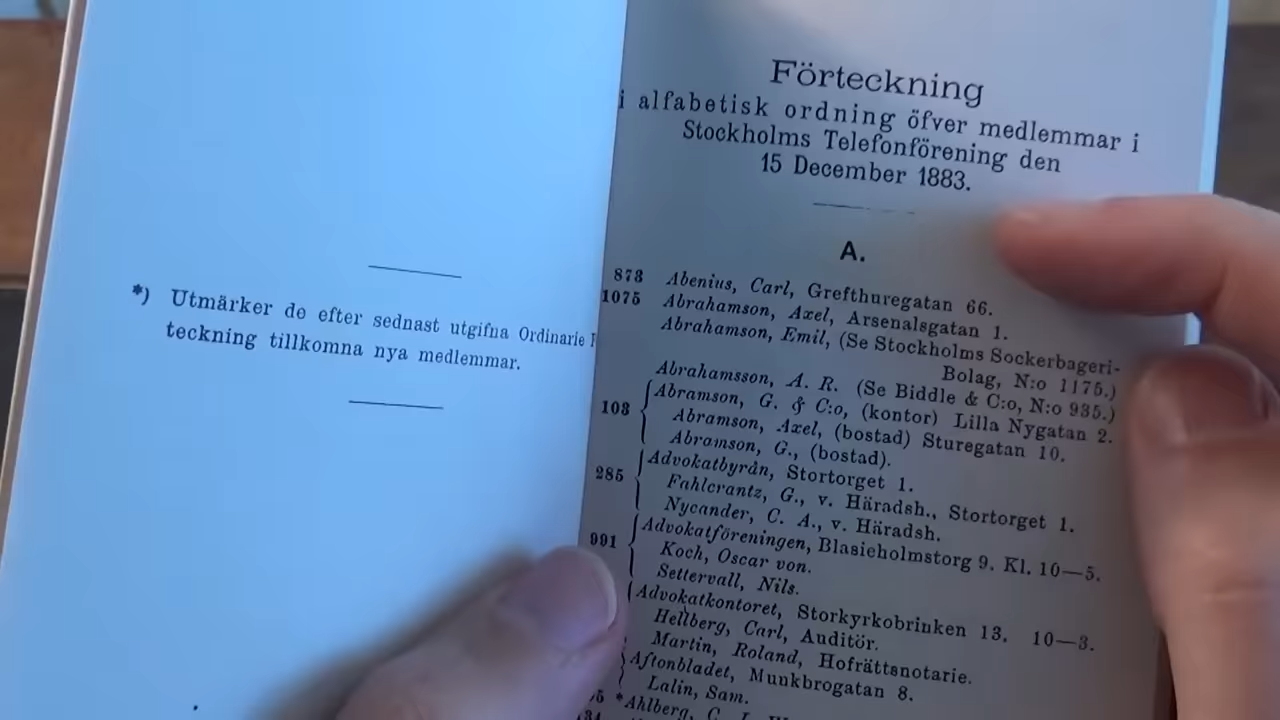 *) Utmärker de efter sednast utgifna Ordinarie
teckning tillkomna nya medlemmar.
Förteckning
i alfabetisk ordning öfver medlemmar i
Stockholms Telefonförening den
15 December 1883.
A.
873 Abenius, Carl, Grefthuregatan 66.
1075 Abrahamson, Axel, Arsenalsgatan 1.
Abrahamson, Emil, (Se Stockholms Sockerbageri-
Bolag, N:o 1175.)
Abrahamsson, A. R. (Se Biddle & C:o, N:o 935.)
Abramson, G. & C:o, (kontor) Lilla Nygatan 2.
103 Abramson, Axel, (bostad) Sturegatan 10.
Abramson, G., (bostad).
Advokatbyrån, Stortorget 1.
285 Fahlcrantz, G., v. Häradsh., Stortorget 1.
Nycander, C. A., v. Häradsh.
Advokatföreningen, Blasieholmstorg 9. Kl. 10—5.
991 Koch, Oscar von.
Settervall, Nils.
Advokatkontoret, Storkyrkobrinken 13. 10—3.
Hellberg, Carl, Auditör.
Martin, Roland, Hofrättsnotarie.
Aftonbladet, Munkbrogatan 8.
Lalin, Sam.
*Ahlberg, C. J.